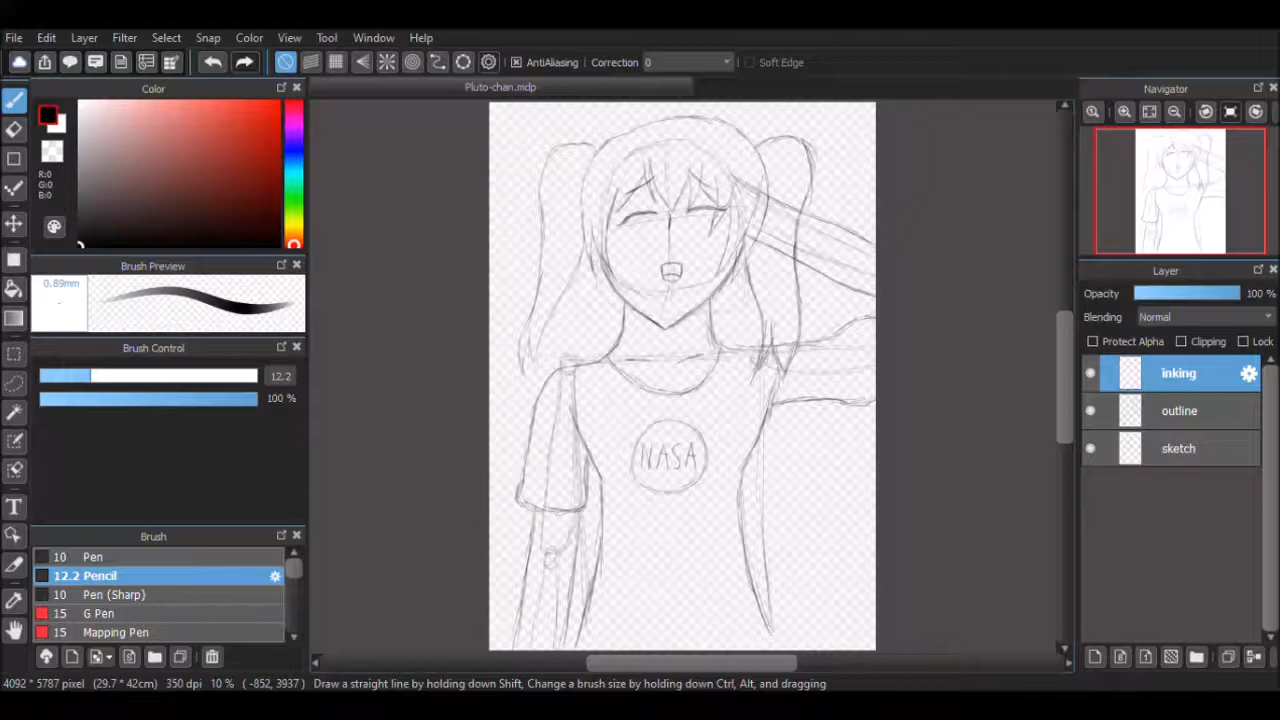 File Edit Layer Filter Select Snap Color View Tool Window Help
AntiAliasing Correction 0 Soft Edge
Color
Pluto-chan.mdp
Navigator
R:0
G:0
B:0
Brush Preview
0.89mm
Layer
Opacity 100 %
Blending Normal
Protect Alpha Clipping Lock
Brush Control
12.2
100 %
inking
outline
sketch
NASA
Brush
10 Pen
12.2 Pencil
10 Pen (Sharp)
15 G Pen
15 Mapping Pen
4092 * 5787 pixel (29.7 * 42cm) 350 dpi 10 % ( -852, 3937 ) Draw a straight line by holding down Shift, Change a brush size by holding down Ctrl, Alt, and dragging